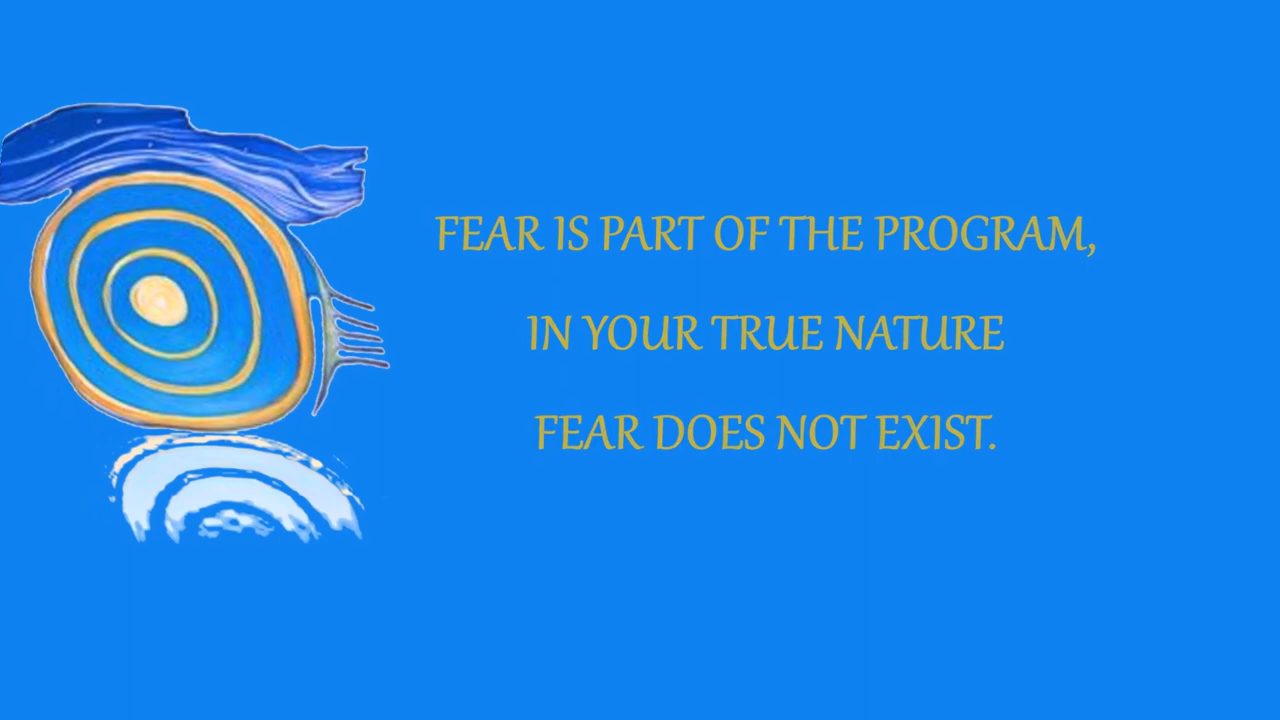 FEAR IS PART OF THE PROGRAM,
IN YOUR TRUE NATURE
FEAR DOES NOT EXIST.